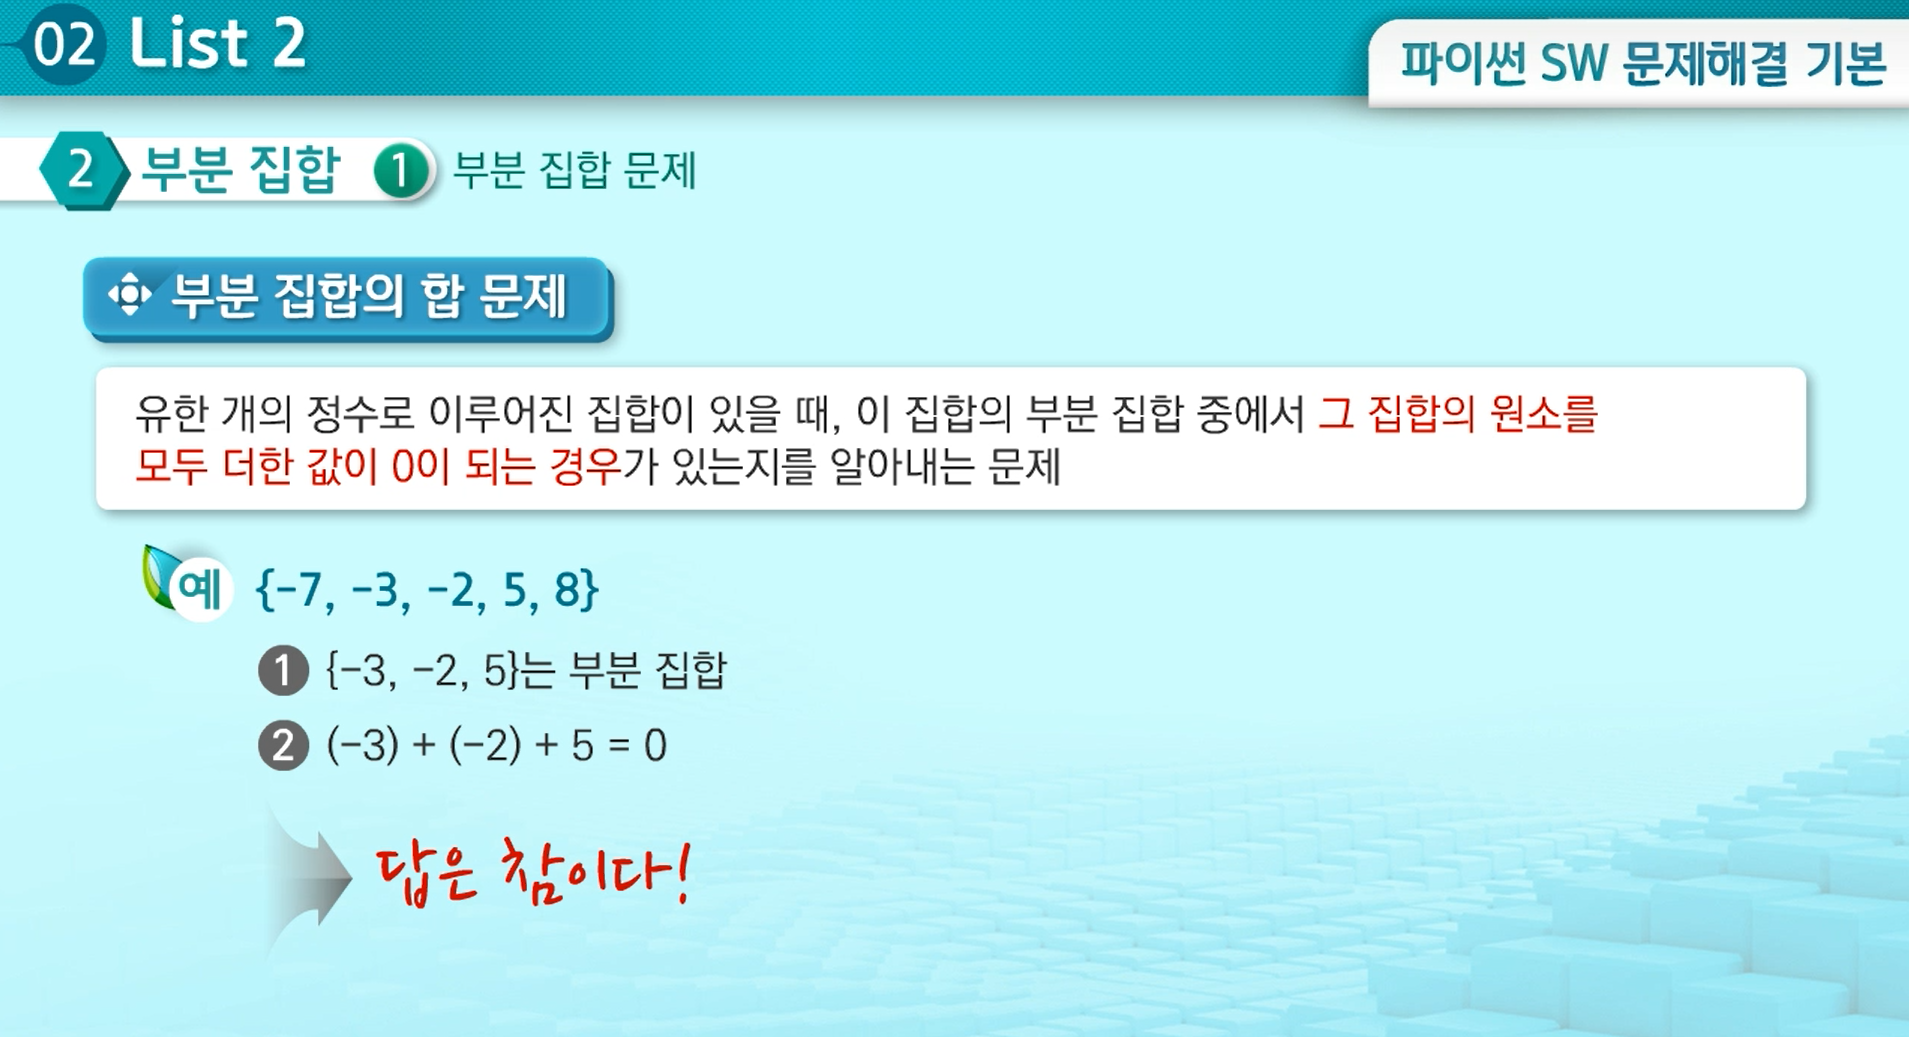 02 List 2
파이썬 SW 문제해결 기본
2 부분 집합 1 부분 집합 문제
부분 집합의 합 문제
유한 개의 정수로 이루어진 집합이 있을 때, 이 집합의 부분 집합 중에서 그 집합의 원소를
모두 더한 값이 0이 되는 경우가 있는지를 알아내는 문제
예 {-7, -3, -2, 5, 8}
1 {-3, -2, 5}는 부분 집합
2 (-3) + (-2) + 5 = 0
답은 참이다!